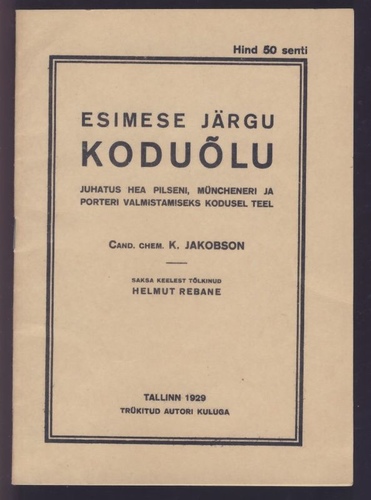 Hind 50 senti
ESIMESE JÄRGU
KODUÕLU
JUHATUS HEA PILSENI, MÜNCHENERI JA
PORTERI VALMISTAMISEKS KODUSEL TEEL
CAND. CHEM. K. JAKOBSON
SAKSA KEELEST TÕLKINUD
HELMUT REBANE
TALLINN 1929
TRÜKITUD AUTORI KULUGA